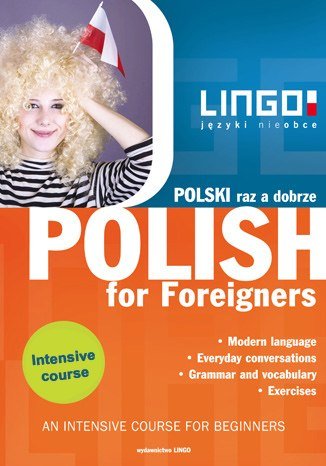 LINGO!
języki nieobce
POLSKI raz a dobrze
POLISH
for Foreigners
Intensive
course
• Modern language
• Everyday conversations
• Grammar and vocabulary
• Exercises
AN INTENSIVE COURSE FOR BEGINNERS
wydawnictwo LINGO